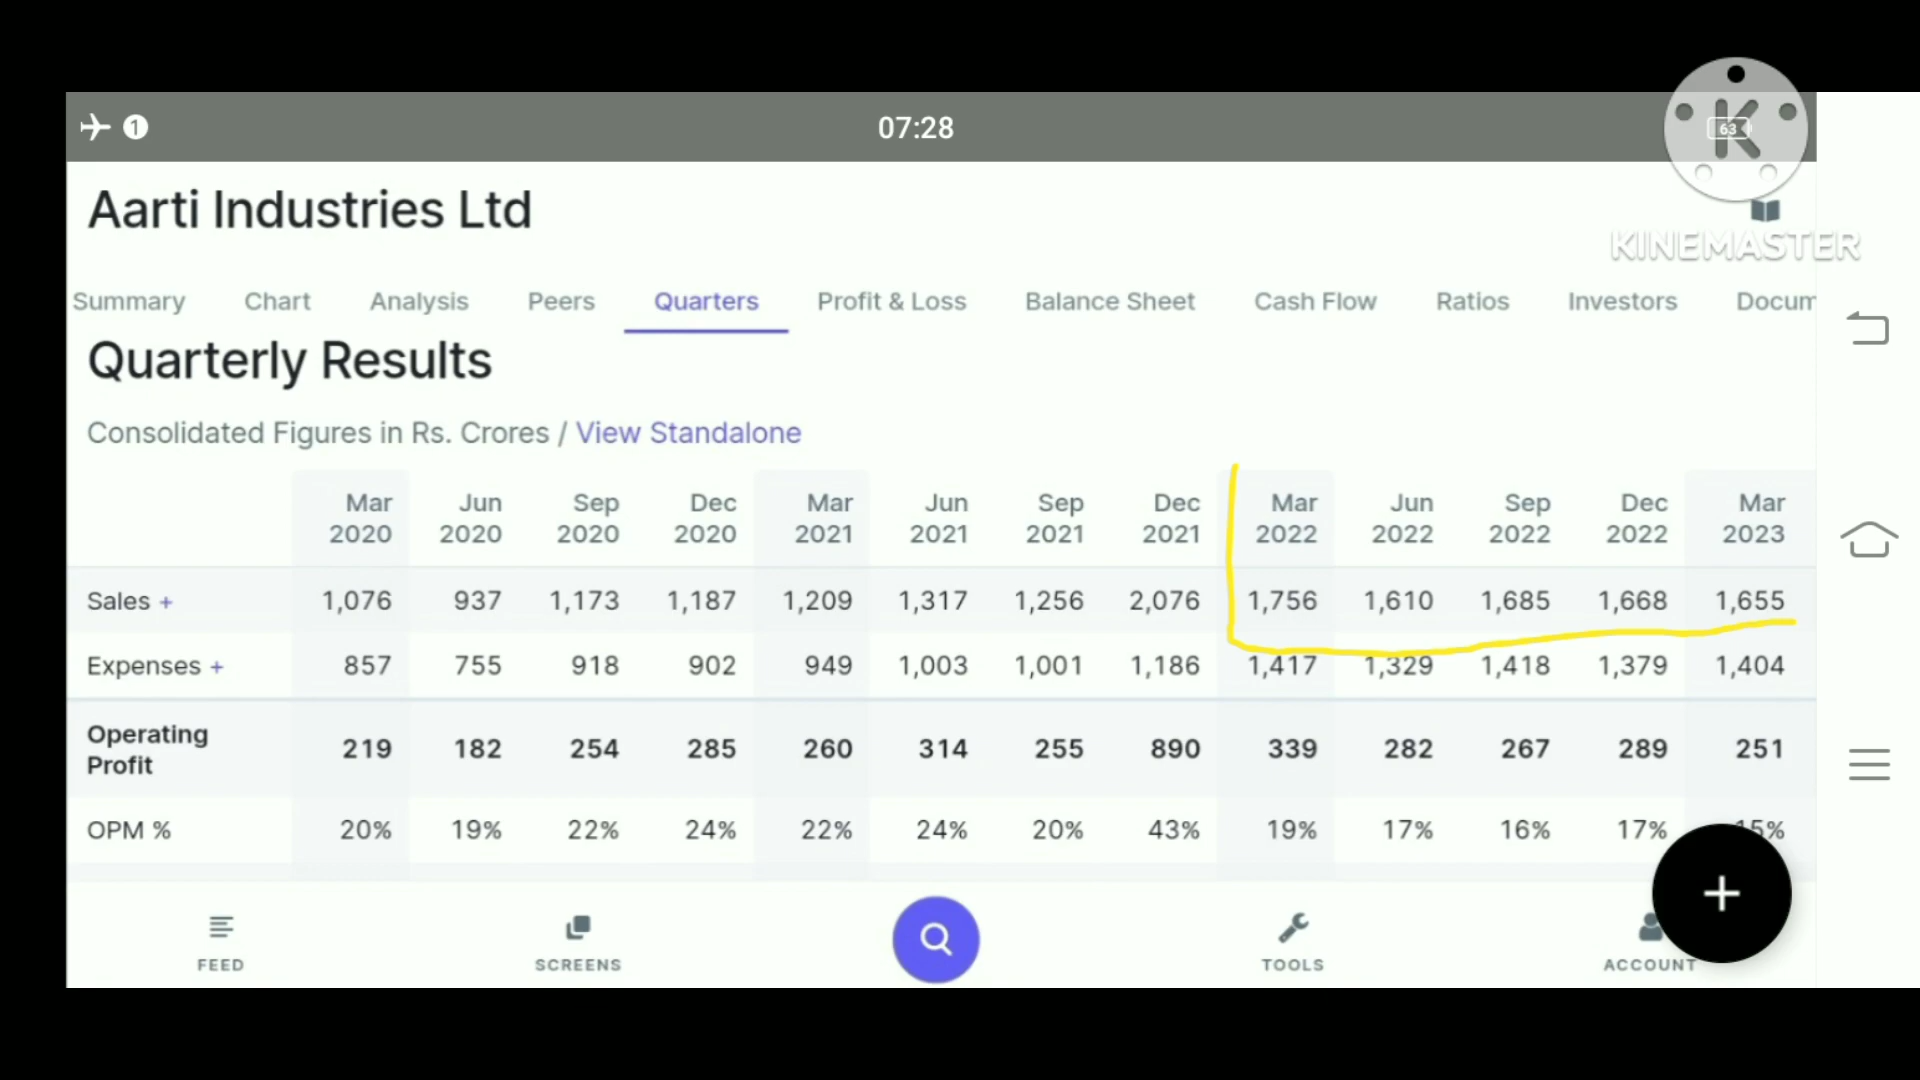 1 07:28 63
K
KINEMASTER
Aarti Industries Ltd
Summary Chart Analysis Peers Quarters Profit & Loss Balance Sheet Cash Flow Ratios Investors Docum
Quarterly Results
Consolidated Figures in Rs. Crores / View Standalone
Mar 2020 Jun 2020 Sep 2020 Dec 2020 Mar 2021 Jun 2021 Sep 2021 Dec 2021 Mar 2022 Jun 2022 Sep 2022 Dec 2022 Mar 2023
Sales + 1,076 937 1,173 1,187 1,209 1,317 1,256 2,076 1,756 1,610 1,685 1,668 1,655
Expenses + 857 755 918 902 949 1,003 1,001 1,186 1,417 1,329 1,418 1,379 1,404
Operating Profit 219 182 254 285 260 314 255 890 339 282 267 289 251
OPM % 20% 19% 22% 24% 22% 24% 20% 43% 19% 17% 16% 17% 15%
FEED SCREENS TOOLS ACCOUNT